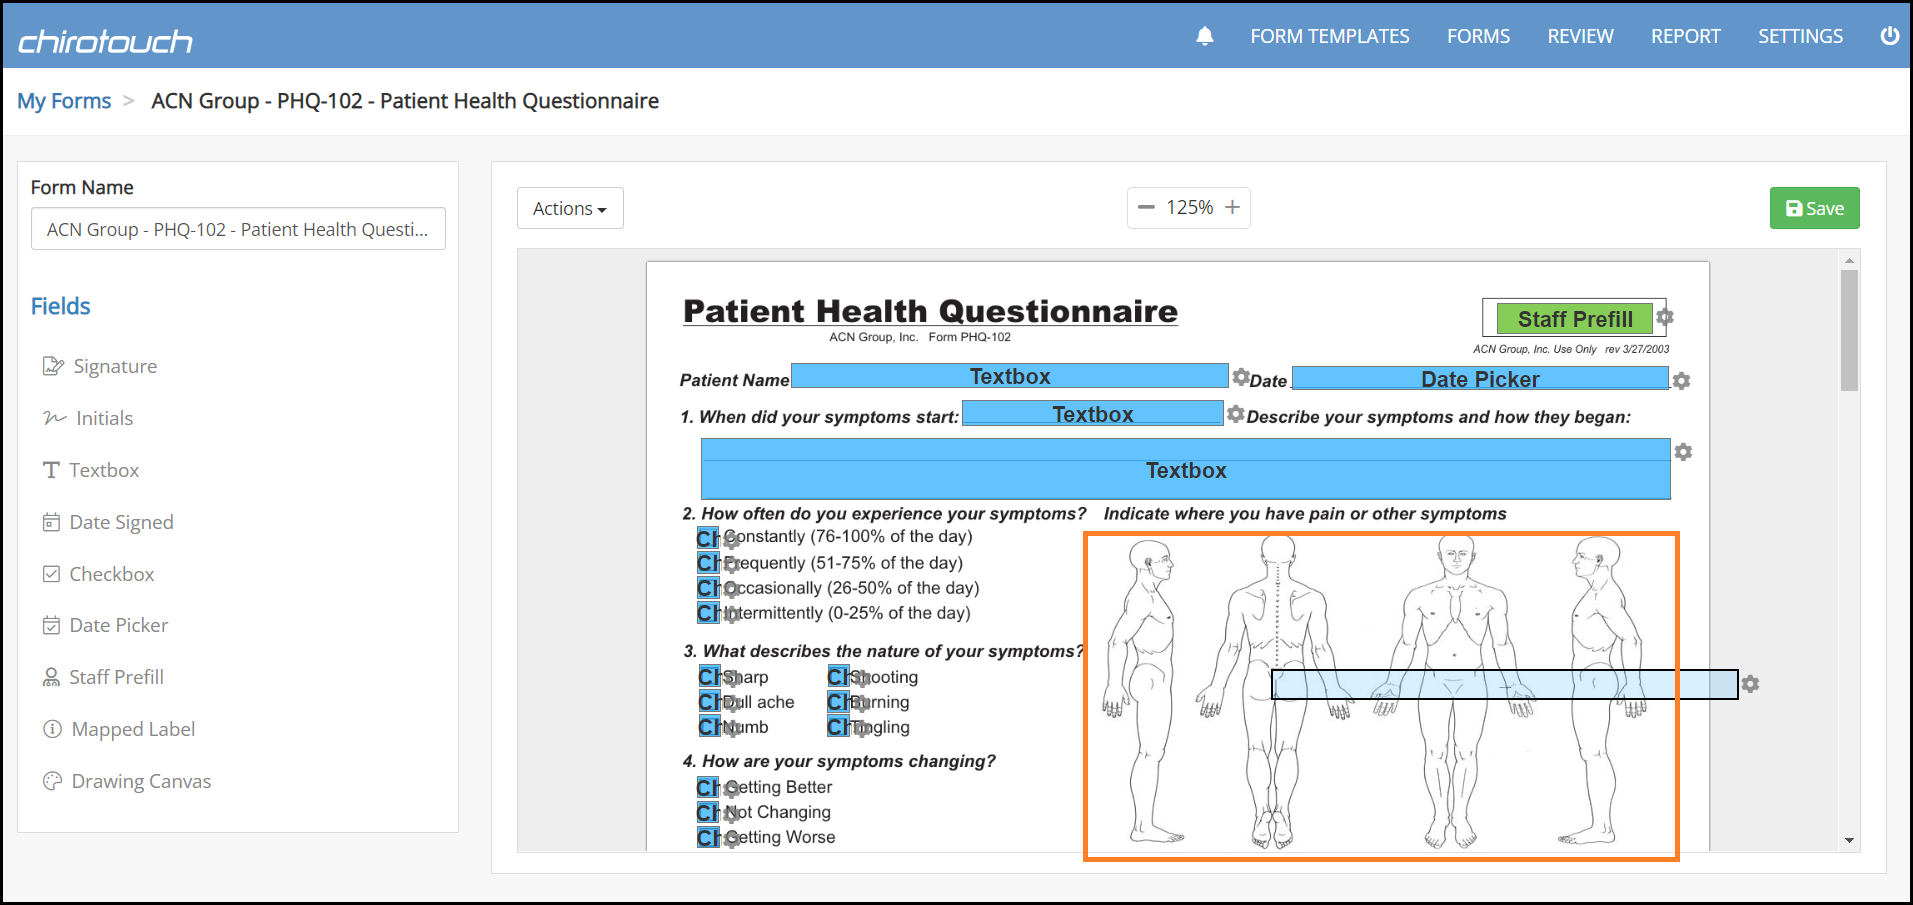 chirotouch
FORM TEMPLATES FORMS REVIEW REPORT SETTINGS
My Forms > ACN Group - PHQ-102 - Patient Health Questionnaire
Form Name
ACN Group - PHQ-102 - Patient Health Questi...
Fields
Signature
Initials
Textbox
Date Signed
Checkbox
Date Picker
Staff Prefill
Mapped Label
Drawing Canvas
Actions
125%
Save
Patient Health Questionnaire
ACN Group, Inc. Form PHQ-102
Staff Prefill
ACN Group, Inc. Use Only rev 3/27/2003
Patient Name Textbox Date Date Picker
1. When did your symptoms start: Textbox Describe your symptoms and how they began:
Textbox
2. How often do you experience your symptoms? Indicate where you have pain or other symptoms
Ch Constantly (76-100% of the day)
Ch Frequently (51-75% of the day)
Ch Occasionally (26-50% of the day)
Ch Intermittently (0-25% of the day)
3. What describes the nature of your symptoms?
Ch Sharp Ch Shooting
Ch Dull ache Ch Burning
Ch Numb Ch Tingling
4. How are your symptoms changing?
Ch Getting Better
Ch Not Changing
Ch Getting Worse